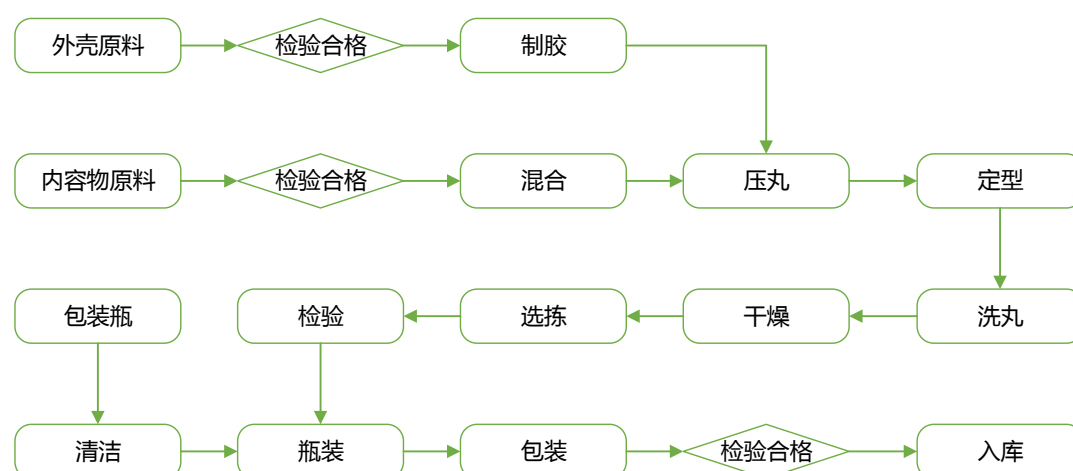 外壳原料
检验合格
制胶
内容物原料
检验合格
混合
压丸
定型
包装瓶
检验
选拣
干燥
洗丸
清洁
瓶装
包装
检验合格
入库